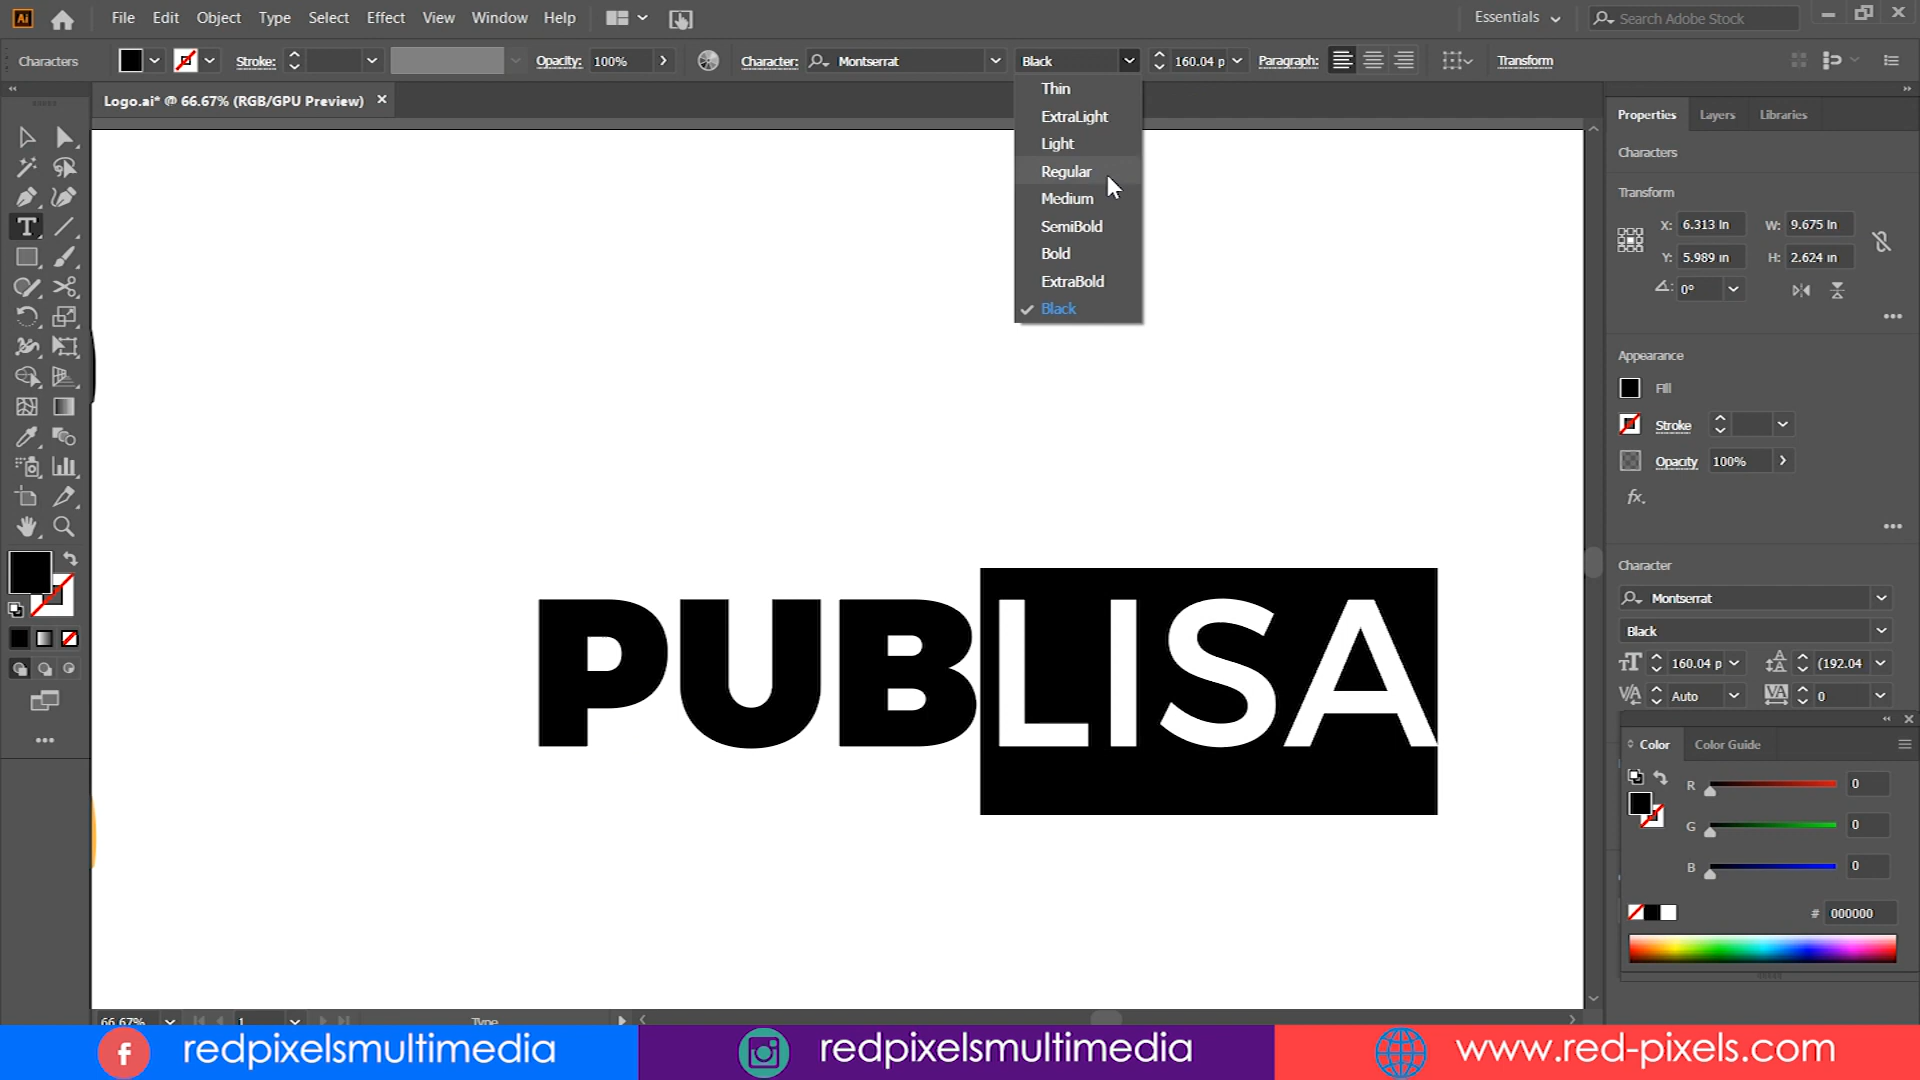 Ai File Edit Object Type Select Effect View Window Help Essentials Search Adobe Stock
Characters Stroke: Opacity: 100% Character: Montserrat Black 160.04 p Paragraph: Transform
Logo.ai* @ 66.67% (RGB/GPU Preview)
Thin
ExtraLight
Light
Regular
Medium
SemiBold
Bold
ExtraBold
Black
PUBLISA
Properties Layers Libraries
Characters
Transform
X: 6.313 in W: 9.675 in
Y: 5.989 in H: 2.624 in
0°
Appearance
Fill
Stroke
Opacity 100%
fx.
Character
Montserrat
Black
160.04 p (192.04
Auto 0
Color Color Guide
R 0
G 0
B 0
# 000000
66.67% 1 Type
redpixelsmultimedia redpixelsmultimedia www.red-pixels.com